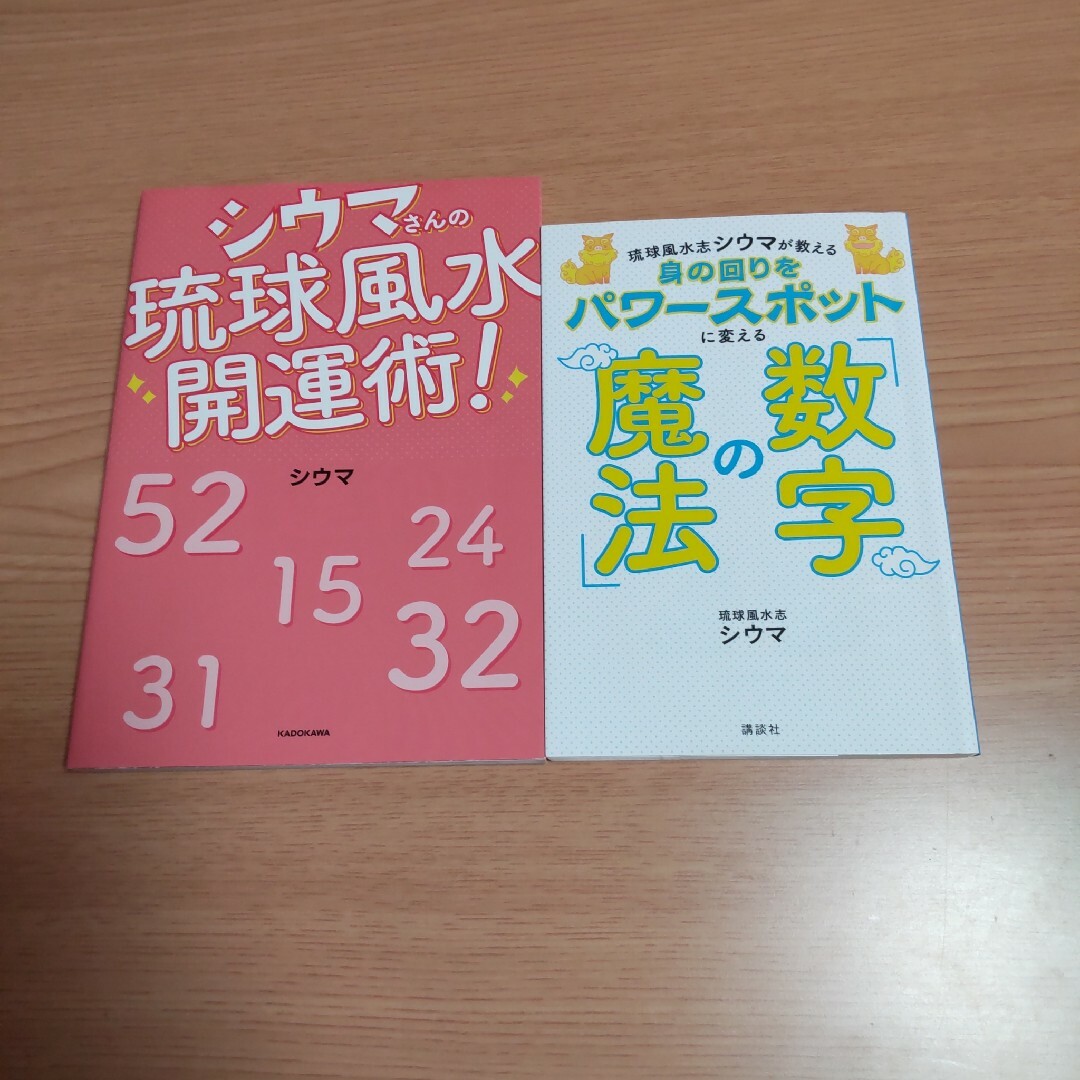 シウマさんの
琉球風水
開運術!
シウマ
52
24
15
32
31
KADOKAWA
琉球風水志シウマが教える
身の回りを
パワースポット
に変える
「数字
の
魔法」
琉球風水志
シウマ
講談社